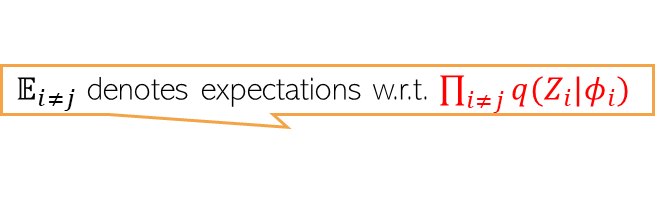 𝔼_{i≠j} denotes expectations w.r.t. ∏_{i≠j} q(Z_i|ϕ_i)